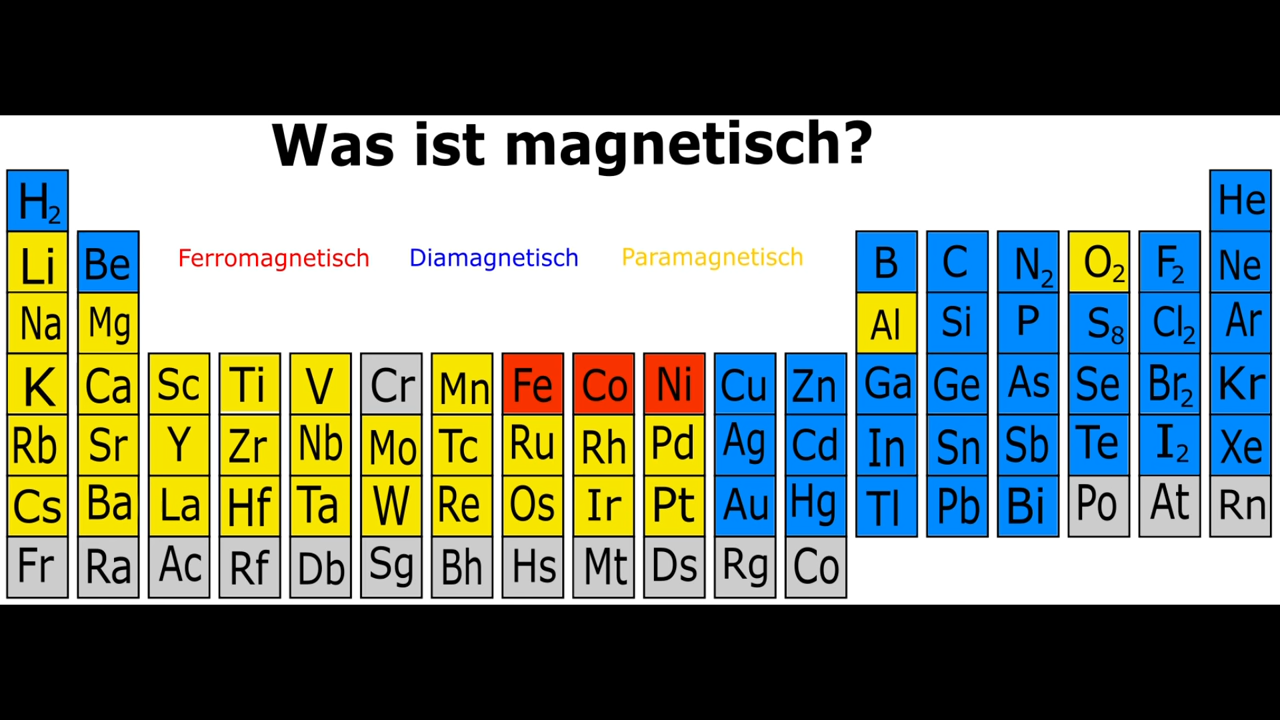 Was ist magnetisch?
H₂ He
Ferromagnetisch Diamagnetisch Paramagnetisch
Li Be B C N₂ O₂ F₂ Ne
Na Mg Al Si P S₈ Cl₂ Ar
K Ca Sc Ti V Cr Mn Fe Co Ni Cu Zn Ga Ge As Se Br₂ Kr
Rb Sr Y Zr Nb Mo Tc Ru Rh Pd Ag Cd In Sn Sb Te I₂ Xe
Cs Ba La Hf Ta W Re Os Ir Pt Au Hg Tl Pb Bi Po At Rn
Fr Ra Ac Rf Db Sg Bh Hs Mt Ds Rg Co